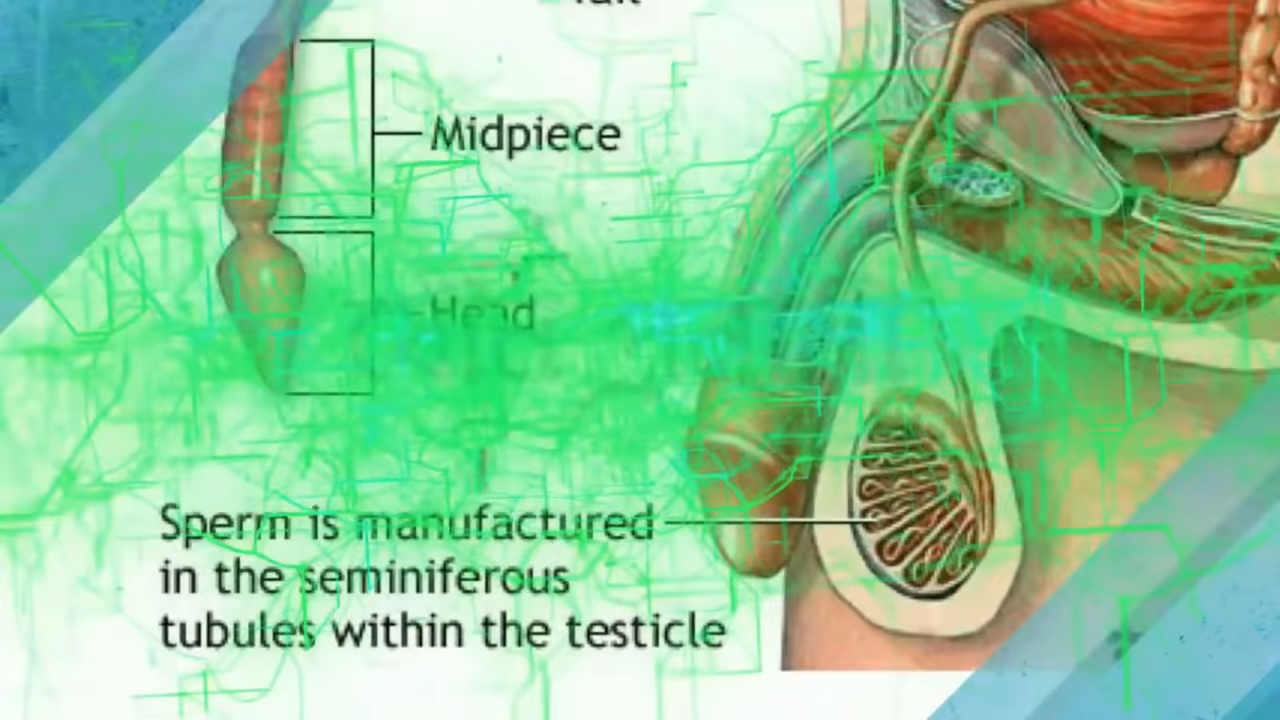 Midpiece
Head
Sperm is manufactured
in the seminiferous
tubules within the testicle